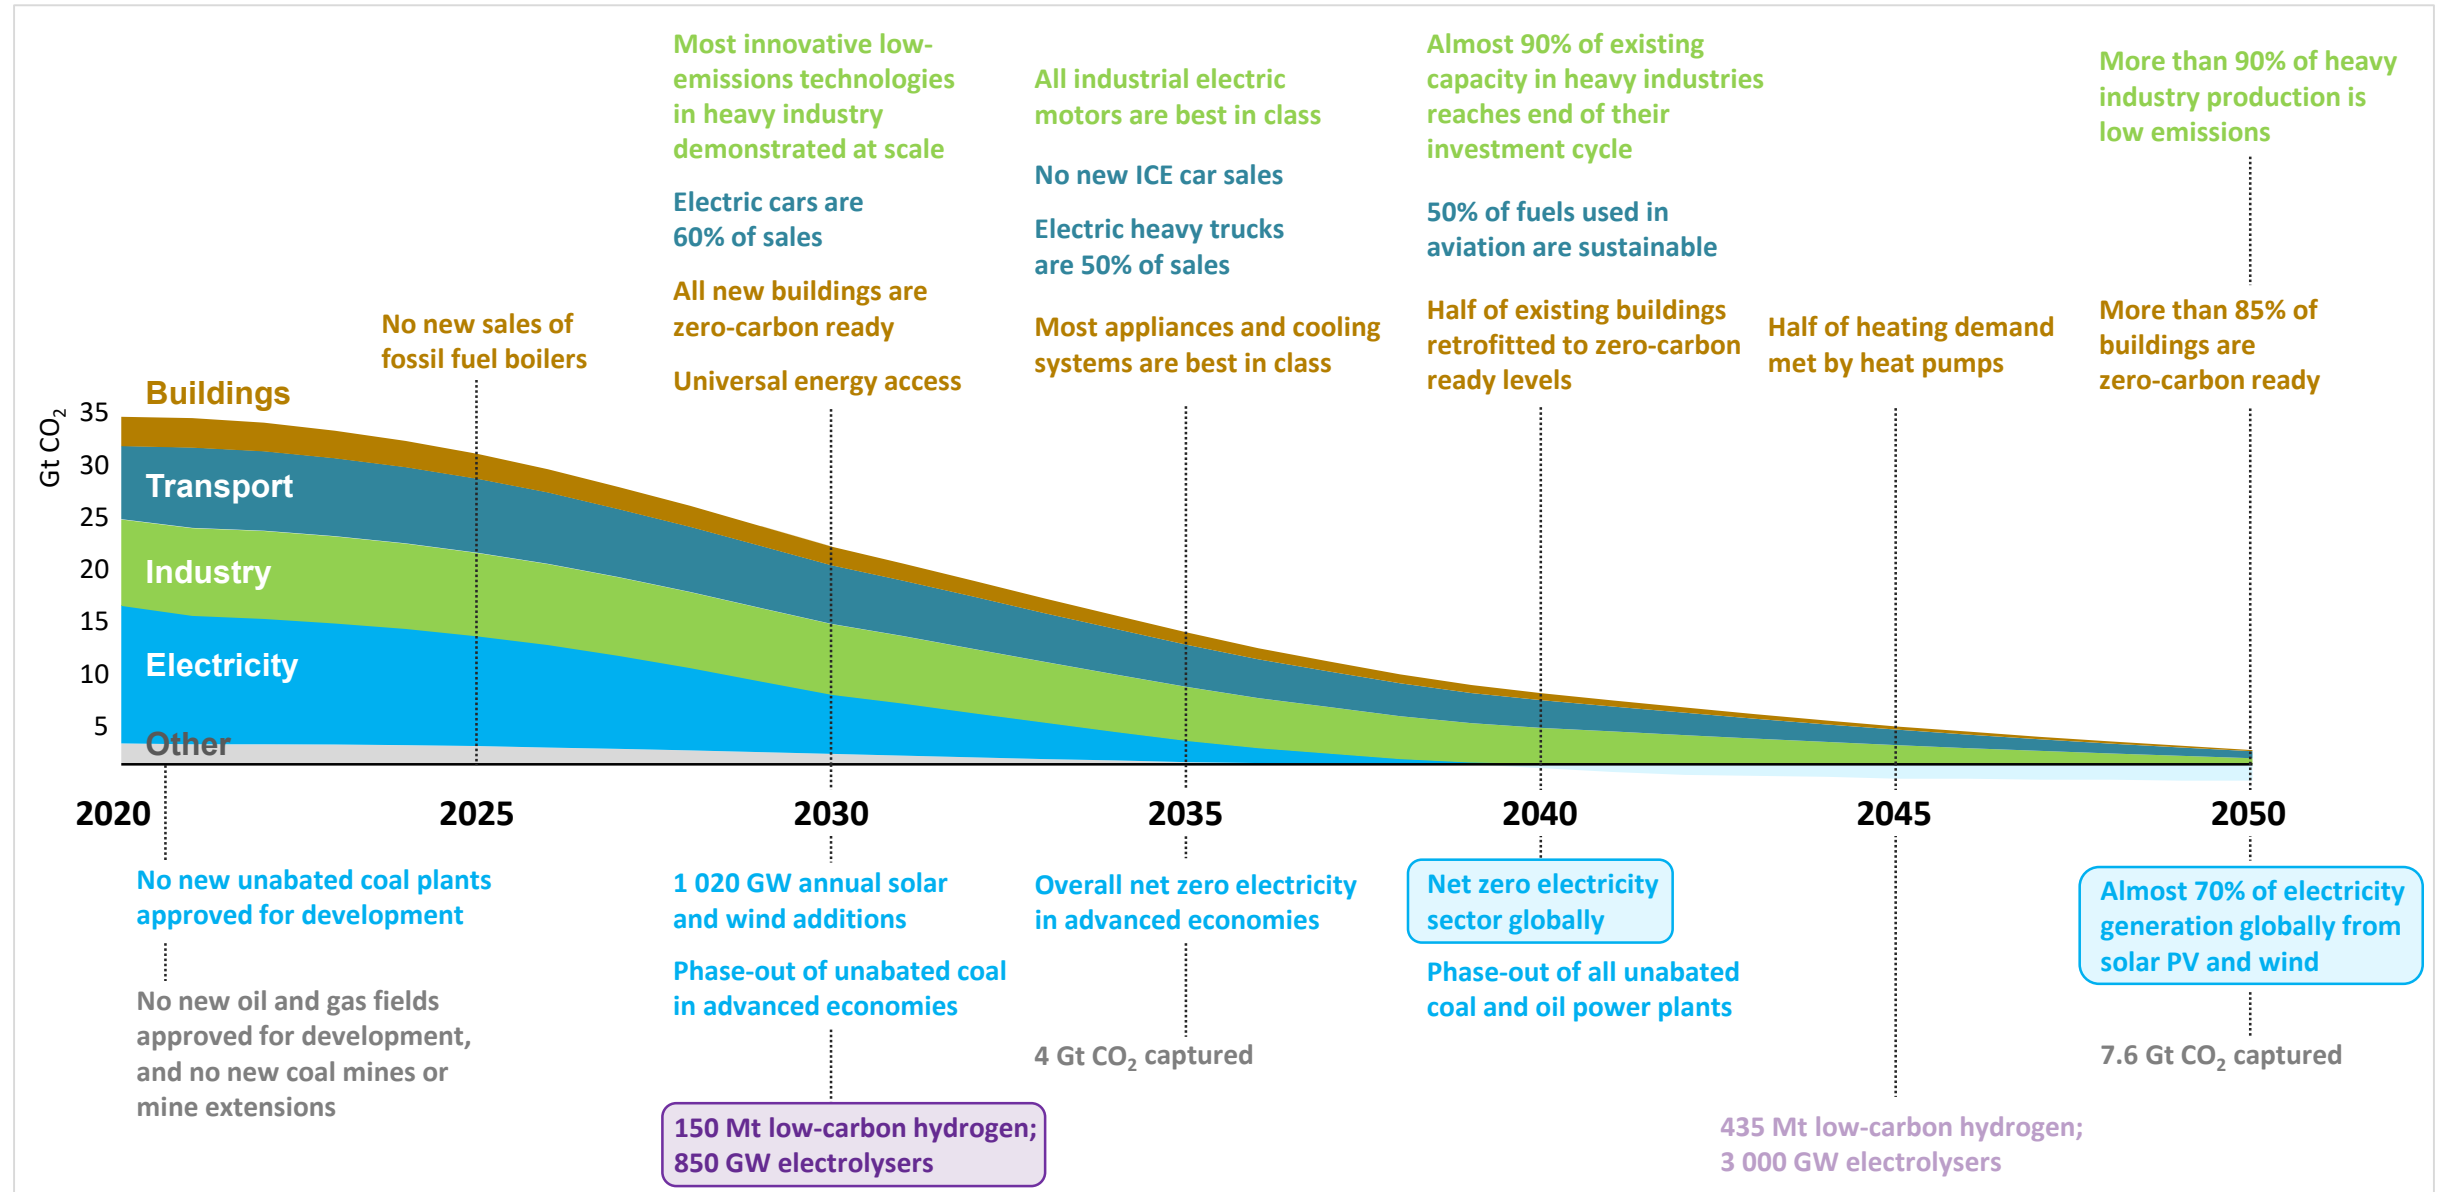 Most innovative low-
emissions technologies
in heavy industry
demonstrated at scale
Electric cars are
60% of sales
All new buildings are
zero-carbon ready
Universal energy access
All industrial electric
motors are best in class
No new ICE car sales
Electric heavy trucks
are 50% of sales
Most appliances and cooling
systems are best in class
Almost 90% of existing
capacity in heavy industries
reaches end of their
investment cycle
50% of fuels used in
aviation are sustainable
Half of existing buildings
retrofitted to zero-carbon
ready levels
Half of heating demand
met by heat pumps
More than 90% of heavy
industry production is
low emissions
More than 85% of
buildings are
zero-carbon ready
No new sales of
fossil fuel boilers
Gt CO₂
35
30
25
20
15
10
5
Buildings
Transport
Industry
Electricity
Other
2020
2025
2030
2035
2040
2045
2050
No new unabated coal plants
approved for development
No new oil and gas fields
approved for development,
and no new coal mines or
mine extensions
1 020 GW annual solar
and wind additions
Phase-out of unabated coal
in advanced economies
150 Mt low-carbon hydrogen;
850 GW electrolysers
Overall net zero electricity
in advanced economies
4 Gt CO₂ captured
Net zero electricity
sector globally
Phase-out of all unabated
coal and oil power plants
435 Mt low-carbon hydrogen;
3 000 GW electrolysers
Almost 70% of electricity
generation globally from
solar PV and wind
7.6 Gt CO₂ captured